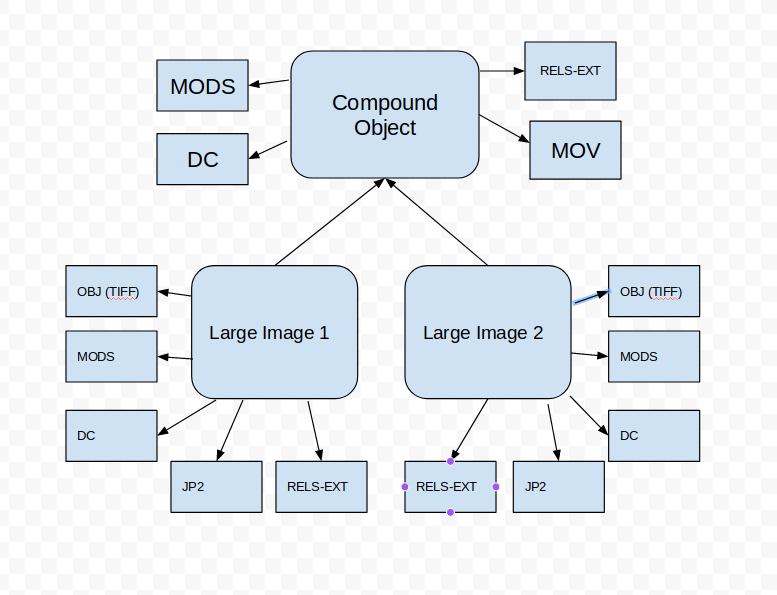 MODS
Compound
Object
RELS-EXT
DC
MOV
OBJ (TIFF)
Large Image 1
MODS
DC
JP2
RELS-EXT
Large Image 2
OBJ (TIFF)
MODS
DC
RELS-EXT
JP2